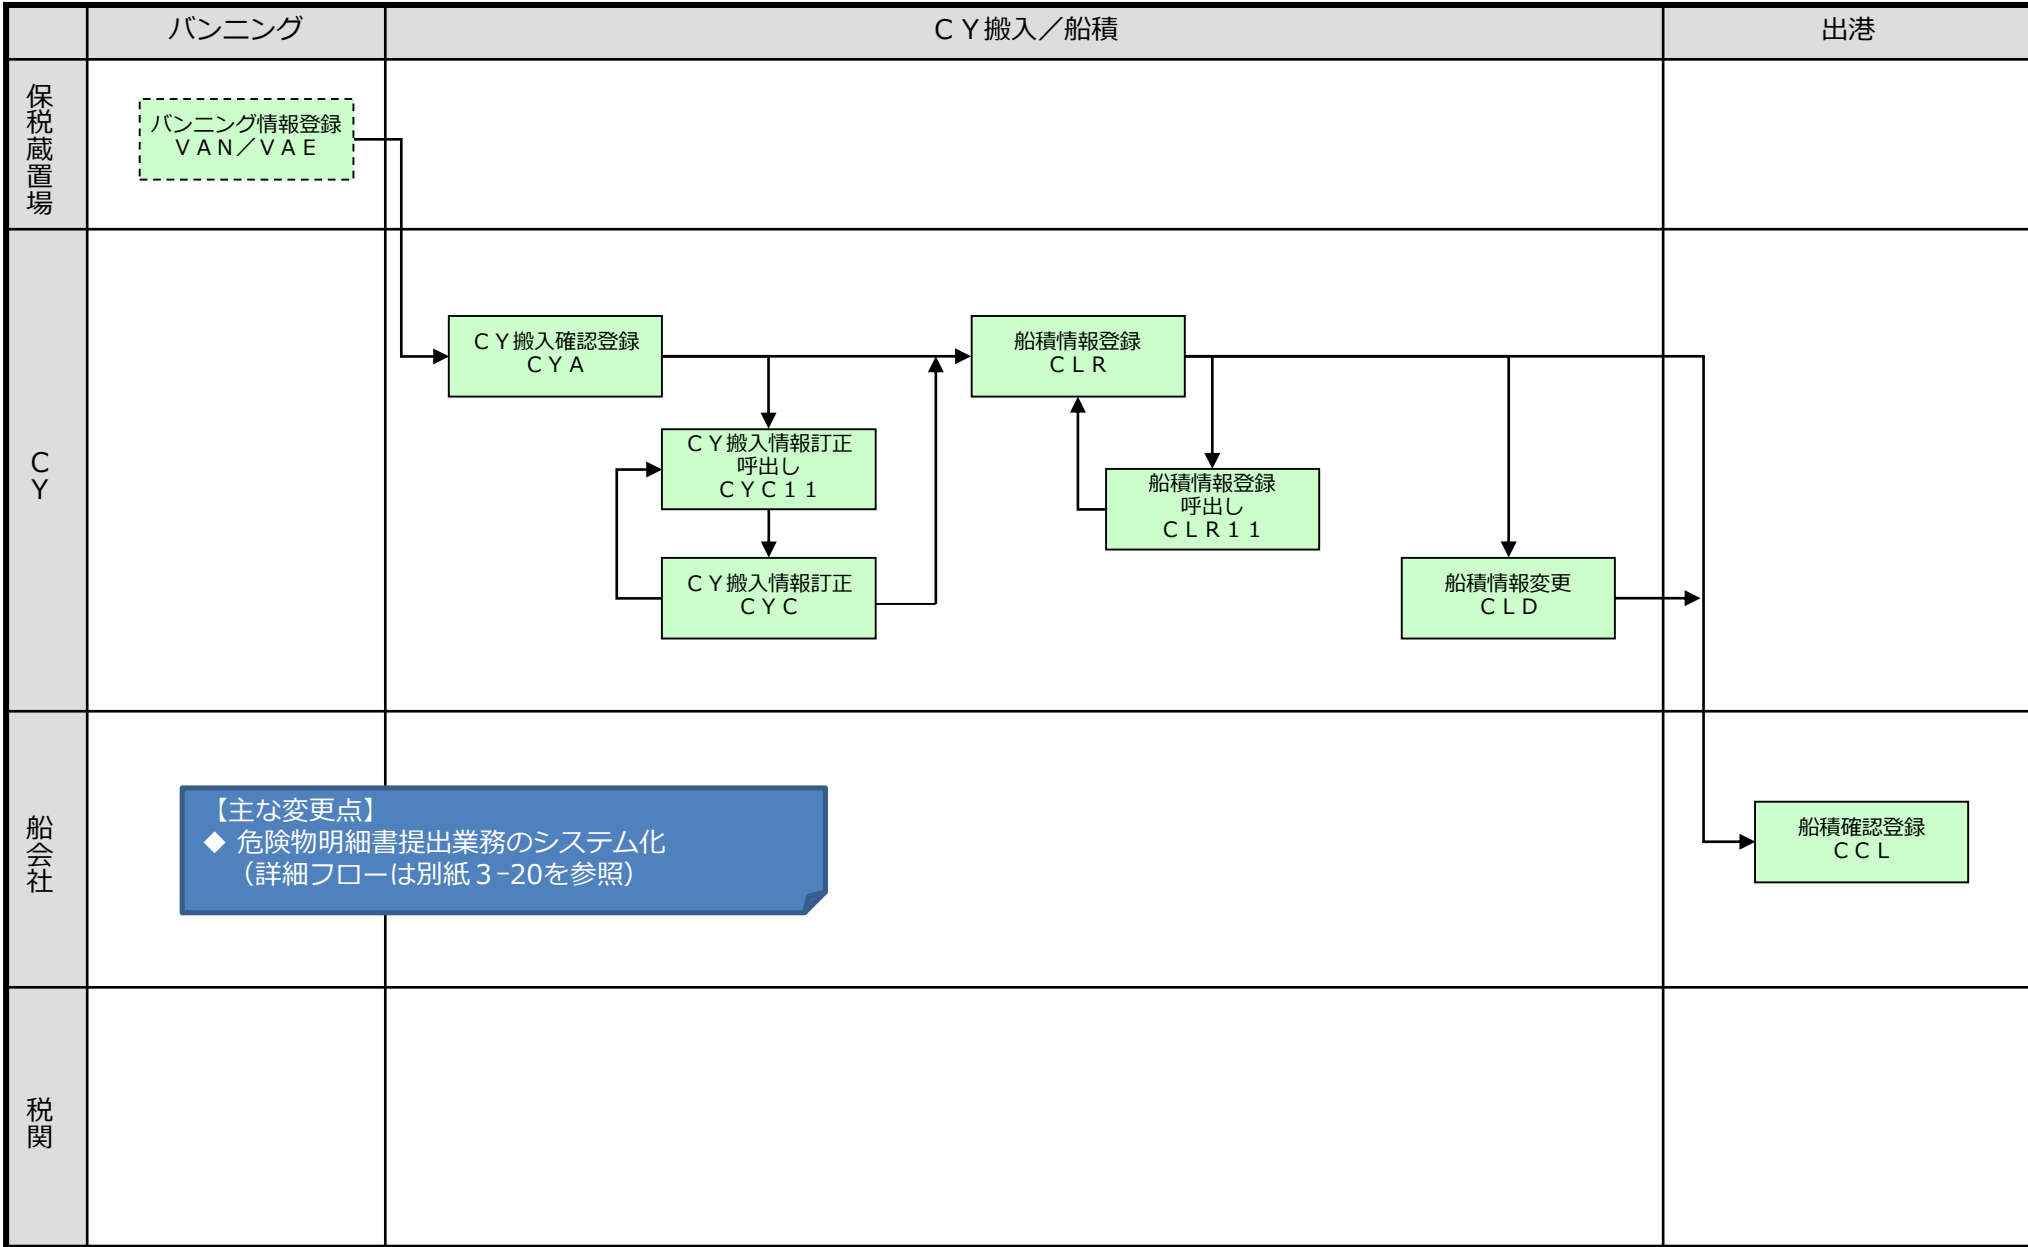 バンニング
ＣＹ搬入／船積
出港
保税蔵置場
バンニング情報登録
ＶＡＮ／ＶＡＥ
ＣＹ
ＣＹ搬入確認登録
ＣＹＡ
船積情報登録
ＣＬＲ
ＣＹ搬入情報訂正
呼出し
ＣＹＣ１１
船積情報登録
呼出し
ＣＬＲ１１
ＣＹ搬入情報訂正
ＣＹＣ
船積情報変更
ＣＬＤ
船会社
【主な変更点】
◆ 危険物明細書提出業務のシステム化
（詳細フローは別紙３−20を参照）
船積確認登録
ＣＣＬ
税関